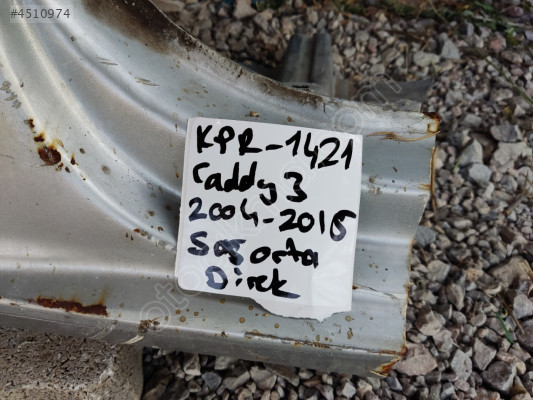 #4510974
KPR-1421
Caddy 3
2004-2015
Sağ orta
Direk